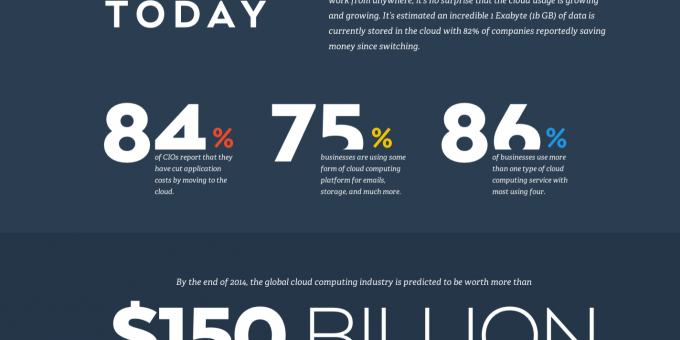 TODAY
work from anywhere, it's no surprise that the cloud usage is growing
and growing. It's estimated an incredible 1 Exabyte (1b GB) of data is
currently stored in the cloud with 82% of companies reportedly saving
money since switching.
84%
of CIOs report that they
have cut application
costs by moving to the
cloud.
75%
businesses are using some
form of cloud computing
platform for emails,
storage, and much more.
86%
of businesses use more
than one type of cloud
computing service with
most using four.
By the end of 2014, the global cloud computing industry is predicted to be worth more than
$150 BILLION